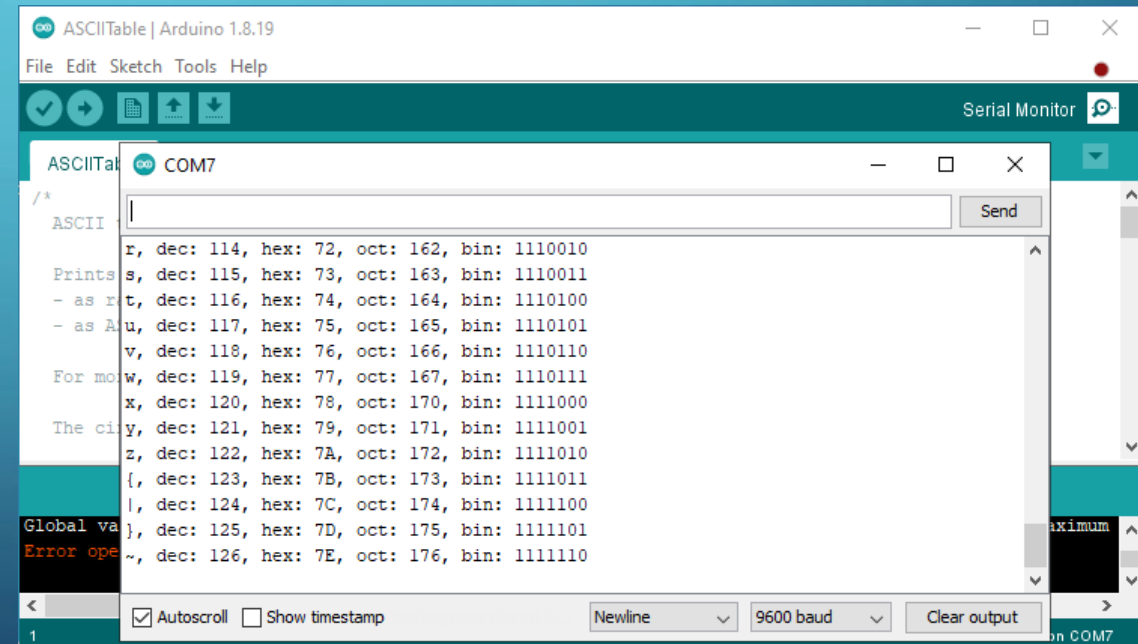 ASCIITable | Arduino 1.8.19
File Edit Sketch Tools Help
Serial Monitor
COM7
/*
ASCII
Send
Prints
- as
- as
For
The
r, dec: 114, hex: 72, oct: 162, bin: 1110010
s, dec: 115, hex: 73, oct: 163, bin: 1110011
t, dec: 116, hex: 74, oct: 164, bin: 1110100
u, dec: 117, hex: 75, oct: 165, bin: 1110101
v, dec: 118, hex: 76, oct: 166, bin: 1110110
w, dec: 119, hex: 77, oct: 167, bin: 1110111
x, dec: 120, hex: 78, oct: 170, bin: 1111000
y, dec: 121, hex: 79, oct: 171, bin: 1111001
z, dec: 122, hex: 7A, oct: 172, bin: 1111010
{, dec: 123, hex: 7B, oct: 173, bin: 1111011
|, dec: 124, hex: 7C, oct: 174, bin: 1111100
}, dec: 125, hex: 7D, oct: 175, bin: 1111101
~, dec: 126, hex: 7E, oct: 176, bin: 1111110
Global
Error
Autoscroll Show timestamp Newline 9600 baud Clear output
1
on COM7